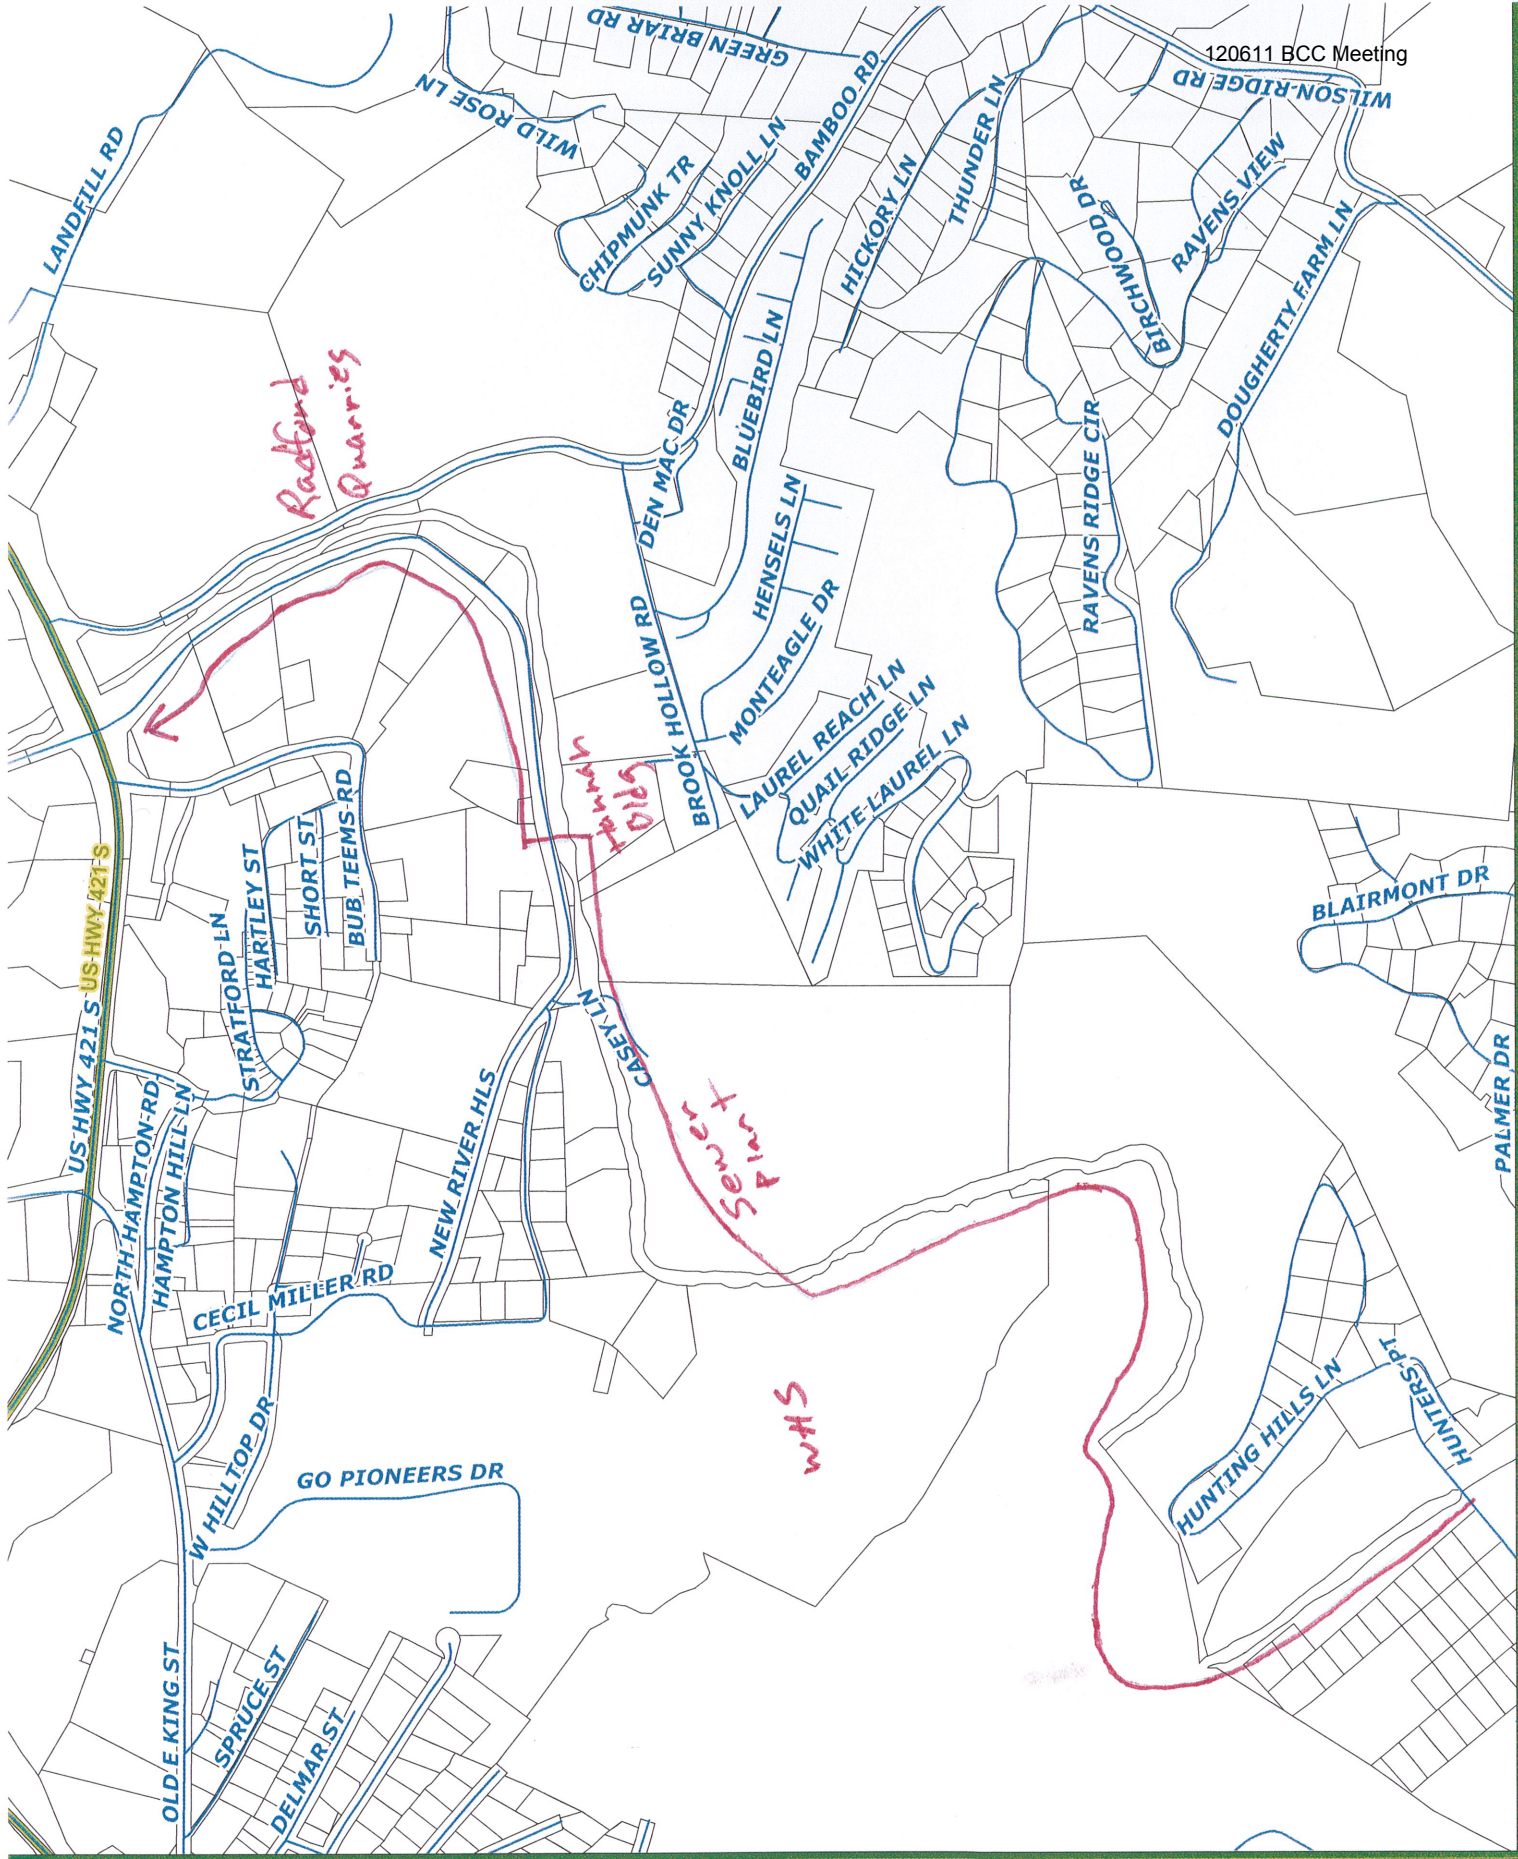 120611 BCC Meeting
GREEN BRIAR RD
WILSON RIDGE RD
WILD ROSE LN
BAMBOO RD
LANDFILL RD
CHIPMUNK TR
SUNNY KNOLL LN
HICKORY LN
THUNDER LN
BIRCHWOOD DR
RAVENS VIEW
DOUGHERTY FARM LN
Radford
Quarries
BLUEBIRD LN
DEN MAC DR
HENSELS LN
RAVENS RIDGE CIR
BROOK HOLLOW RD
MONTEAGLE DR
LAUREL REACH LN
QUAIL RIDGE LN
WHITE LAUREL LN
Bldg
US HWY 421 S
US HWY 421 S
HARTLEY ST
SHORT ST
BUB TEEMS RD
STRATFORD LN
BLAIRMONT DR
PALMER DR
CASEY LN
Sewer
Plant
NORTH HAMPTON RD
HAMPTON HILL LN
NEW RIVER HLS
CECIL MILLER RD
WHS
W HILLTOP DR
GO PIONEERS DR
HUNTING HILLS LN
HUNTERS PT
OLD E KING ST
SPRUCE ST
DELMAR ST